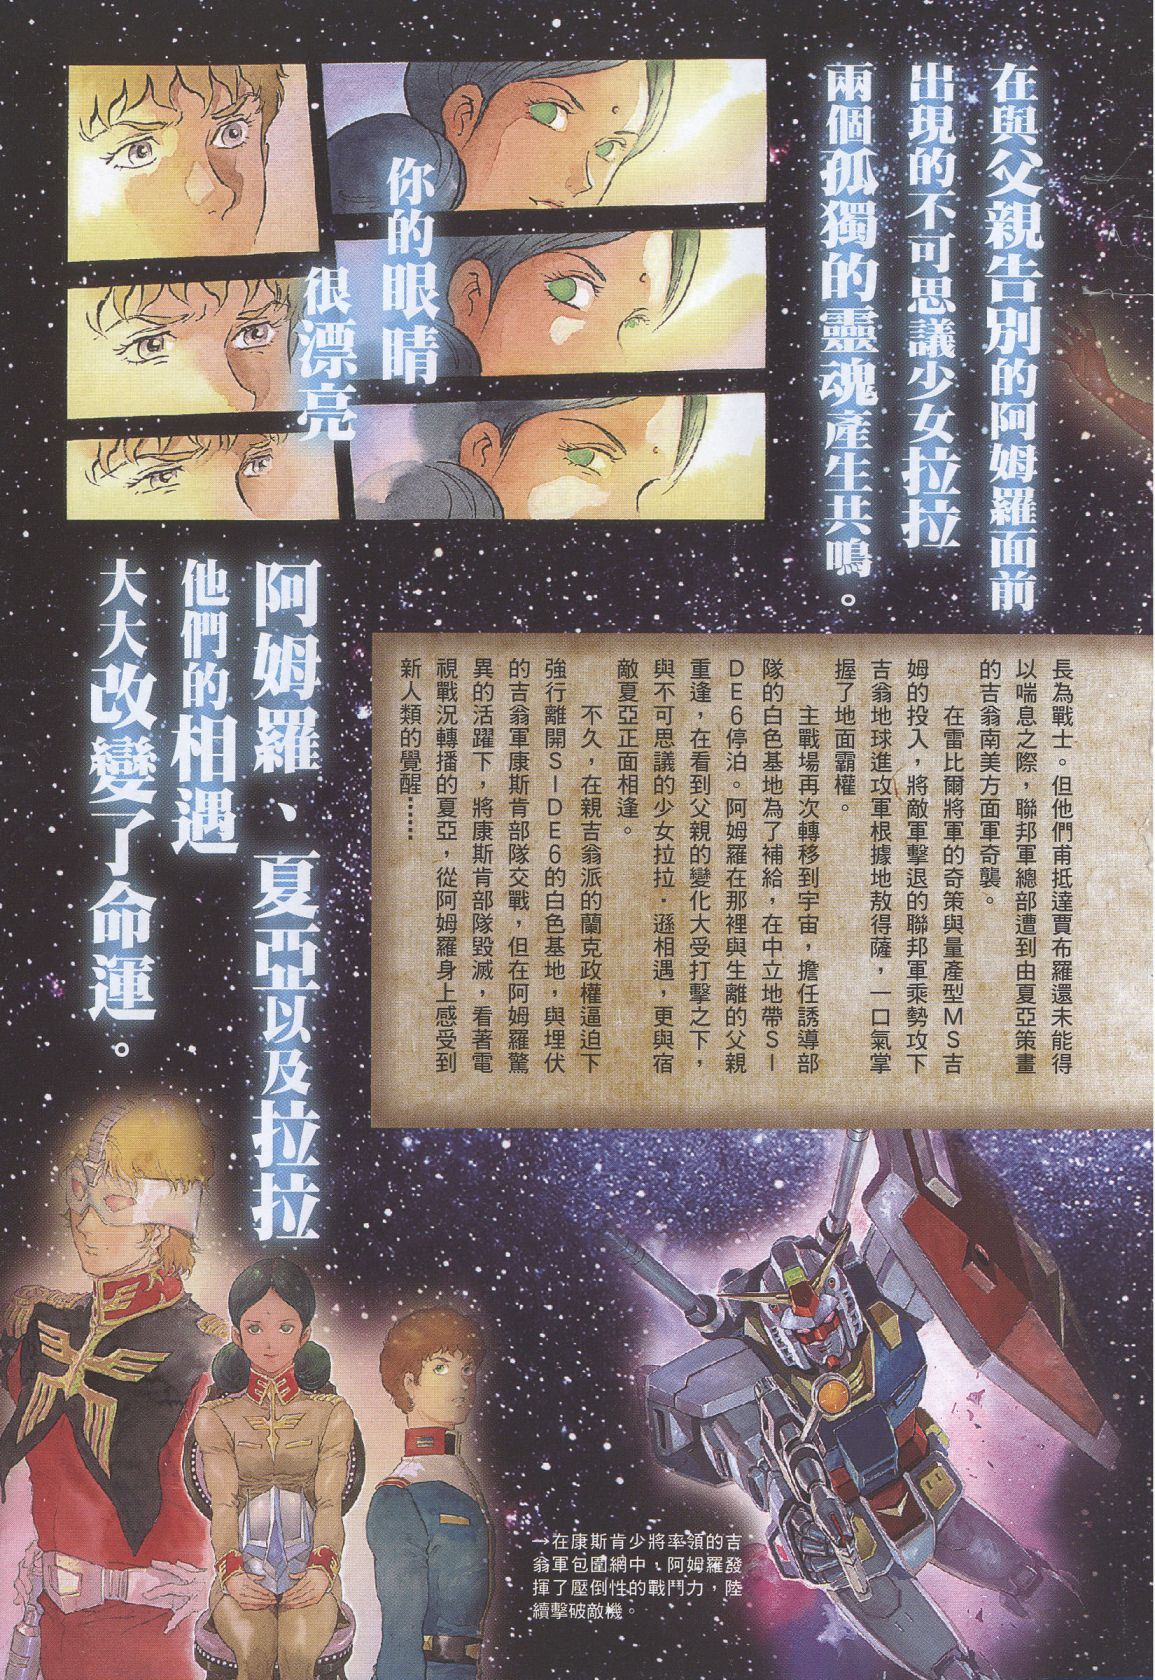 在與父親告別的阿姆羅面前
出現的不可思議少女拉拉
兩個孤獨的靈魂產生共鳴。
你的眼睛
很漂亮
長為戰士。但他們甫抵達賈布羅還未能得
以喘息之際，聯邦軍總部遭到由夏亞策畫
的吉翁南美方面軍奇襲。
在雷比爾將軍的奇策與量產型MS吉
姆的投入，將敵軍擊退的聯邦軍乘勢攻下
吉翁地球進攻軍根據地敖得薩，一口氣掌
握了地面霸權。
主戰場再次轉移到宇宙，擔任誘導部
隊的白色基地為了補給，在中立地帶SI
DE6停泊。阿姆羅在那裡與生離的父親
重逢，在看到父親的變化大受打擊之下，
與不可思議的少女拉拉．遜相遇，更與宿
敵夏亞正面相逢。
不久，在親吉翁派的蘭克政權逼迫下
強行離開SIDE6的白色基地，與埋伏
的吉翁軍康斯肯部隊交戰，但在阿姆羅驚
異的活躍下，將康斯肯部隊毀滅，看著電
視戰況轉播的夏亞，從阿姆羅身上感受到
新人類的覺醒……
阿姆羅、夏亞以及拉拉
他們的相遇
大大改變了命運。
→在康斯肯少將率領的吉
翁軍包圍網中，阿姆羅發
揮了壓倒性的戰鬥力，陸
續擊破敵機。